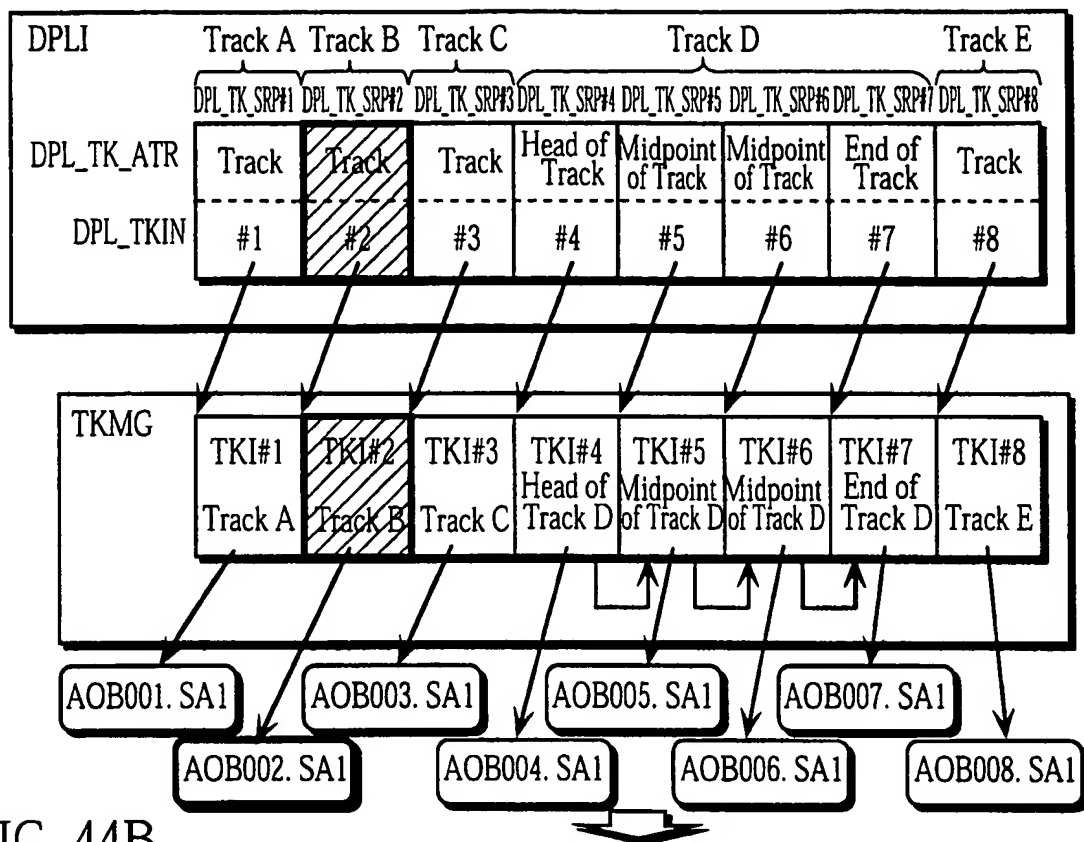 DPLI
Track A Track B Track C Track D Track E
DPL_TK_SRP#1 DPL_TK_SRP#2 DPL_TK_SRP#3 DPL_TK_SRP#4 DPL_TK_SRP#5 DPL_TK_SRP#6 DPL_TK_SRP#7 DPL_TK_SRP#8
DPL_TK_ATR Track Track Track Head of Track Midpoint of Track Midpoint of Track End of Track Track
DPL_TKIN #1 #2 #3 #4 #5 #6 #7 #8
TKMG
TKI#1 TKI#2 TKI#3 TKI#4 TKI#5 TKI#6 TKI#7 TKI#8
Track A Track B Track C Head of Track D Midpoint of Track D Midpoint of Track D End of Track D Track E
AOB001. SA1 AOB003. SA1 AOB005. SA1 AOB007. SA1
AOB002. SA1 AOB004. SA1 AOB006. SA1 AOB008. SA1
44B